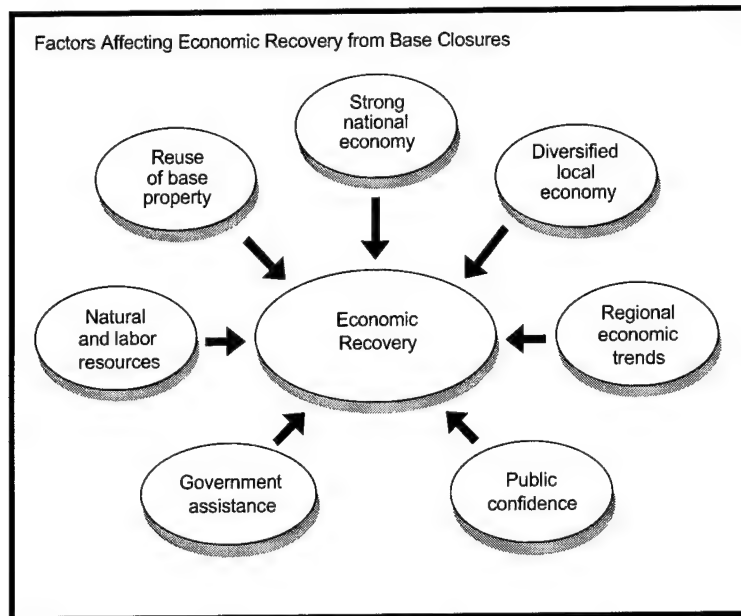 Factors Affecting Economic Recovery from Base Closures
Strong
national
economy
Reuse
of base
property
Diversified
local
economy
Natural
and labor
resources
Economic
Recovery
Regional
economic
trends
Government
assistance
Public
confidence